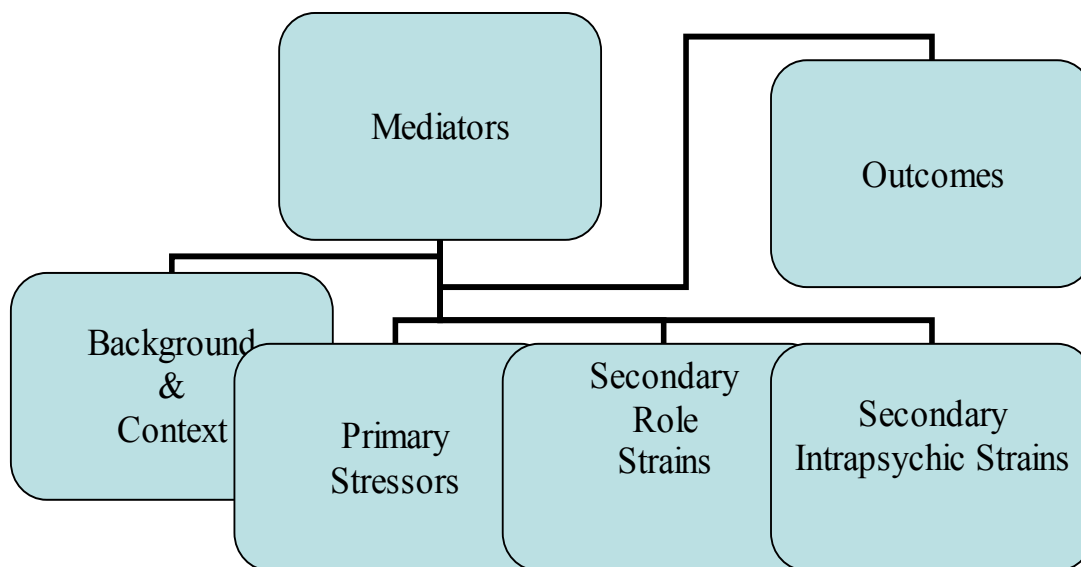 Mediators
Outcomes
Background
&
Context
Primary
Stressors
Secondary
Role
Strains
Secondary
Intrapsychic Strains